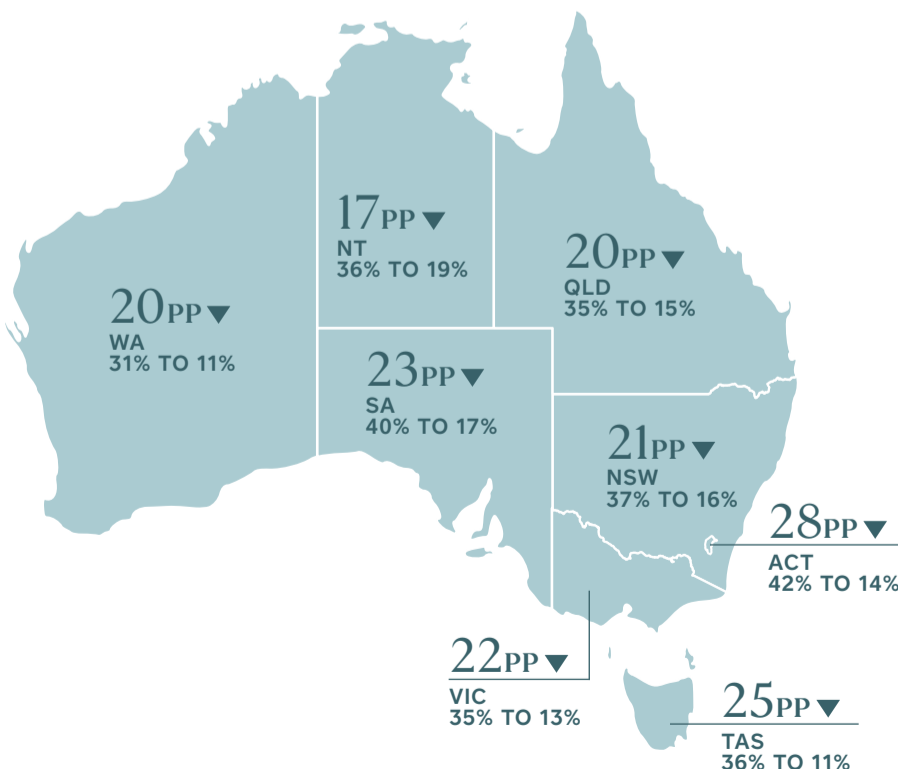 17PP ▼
NT
36% TO 19%
20PP ▼
QLD
35% TO 15%
20PP ▼
WA
31% TO 11%
23PP ▼
SA
40% TO 17%
21PP ▼
NSW
37% TO 16%
28PP ▼
ACT
42% TO 14%
22PP ▼
VIC
35% TO 13%
25PP ▼
TAS
36% TO 11%